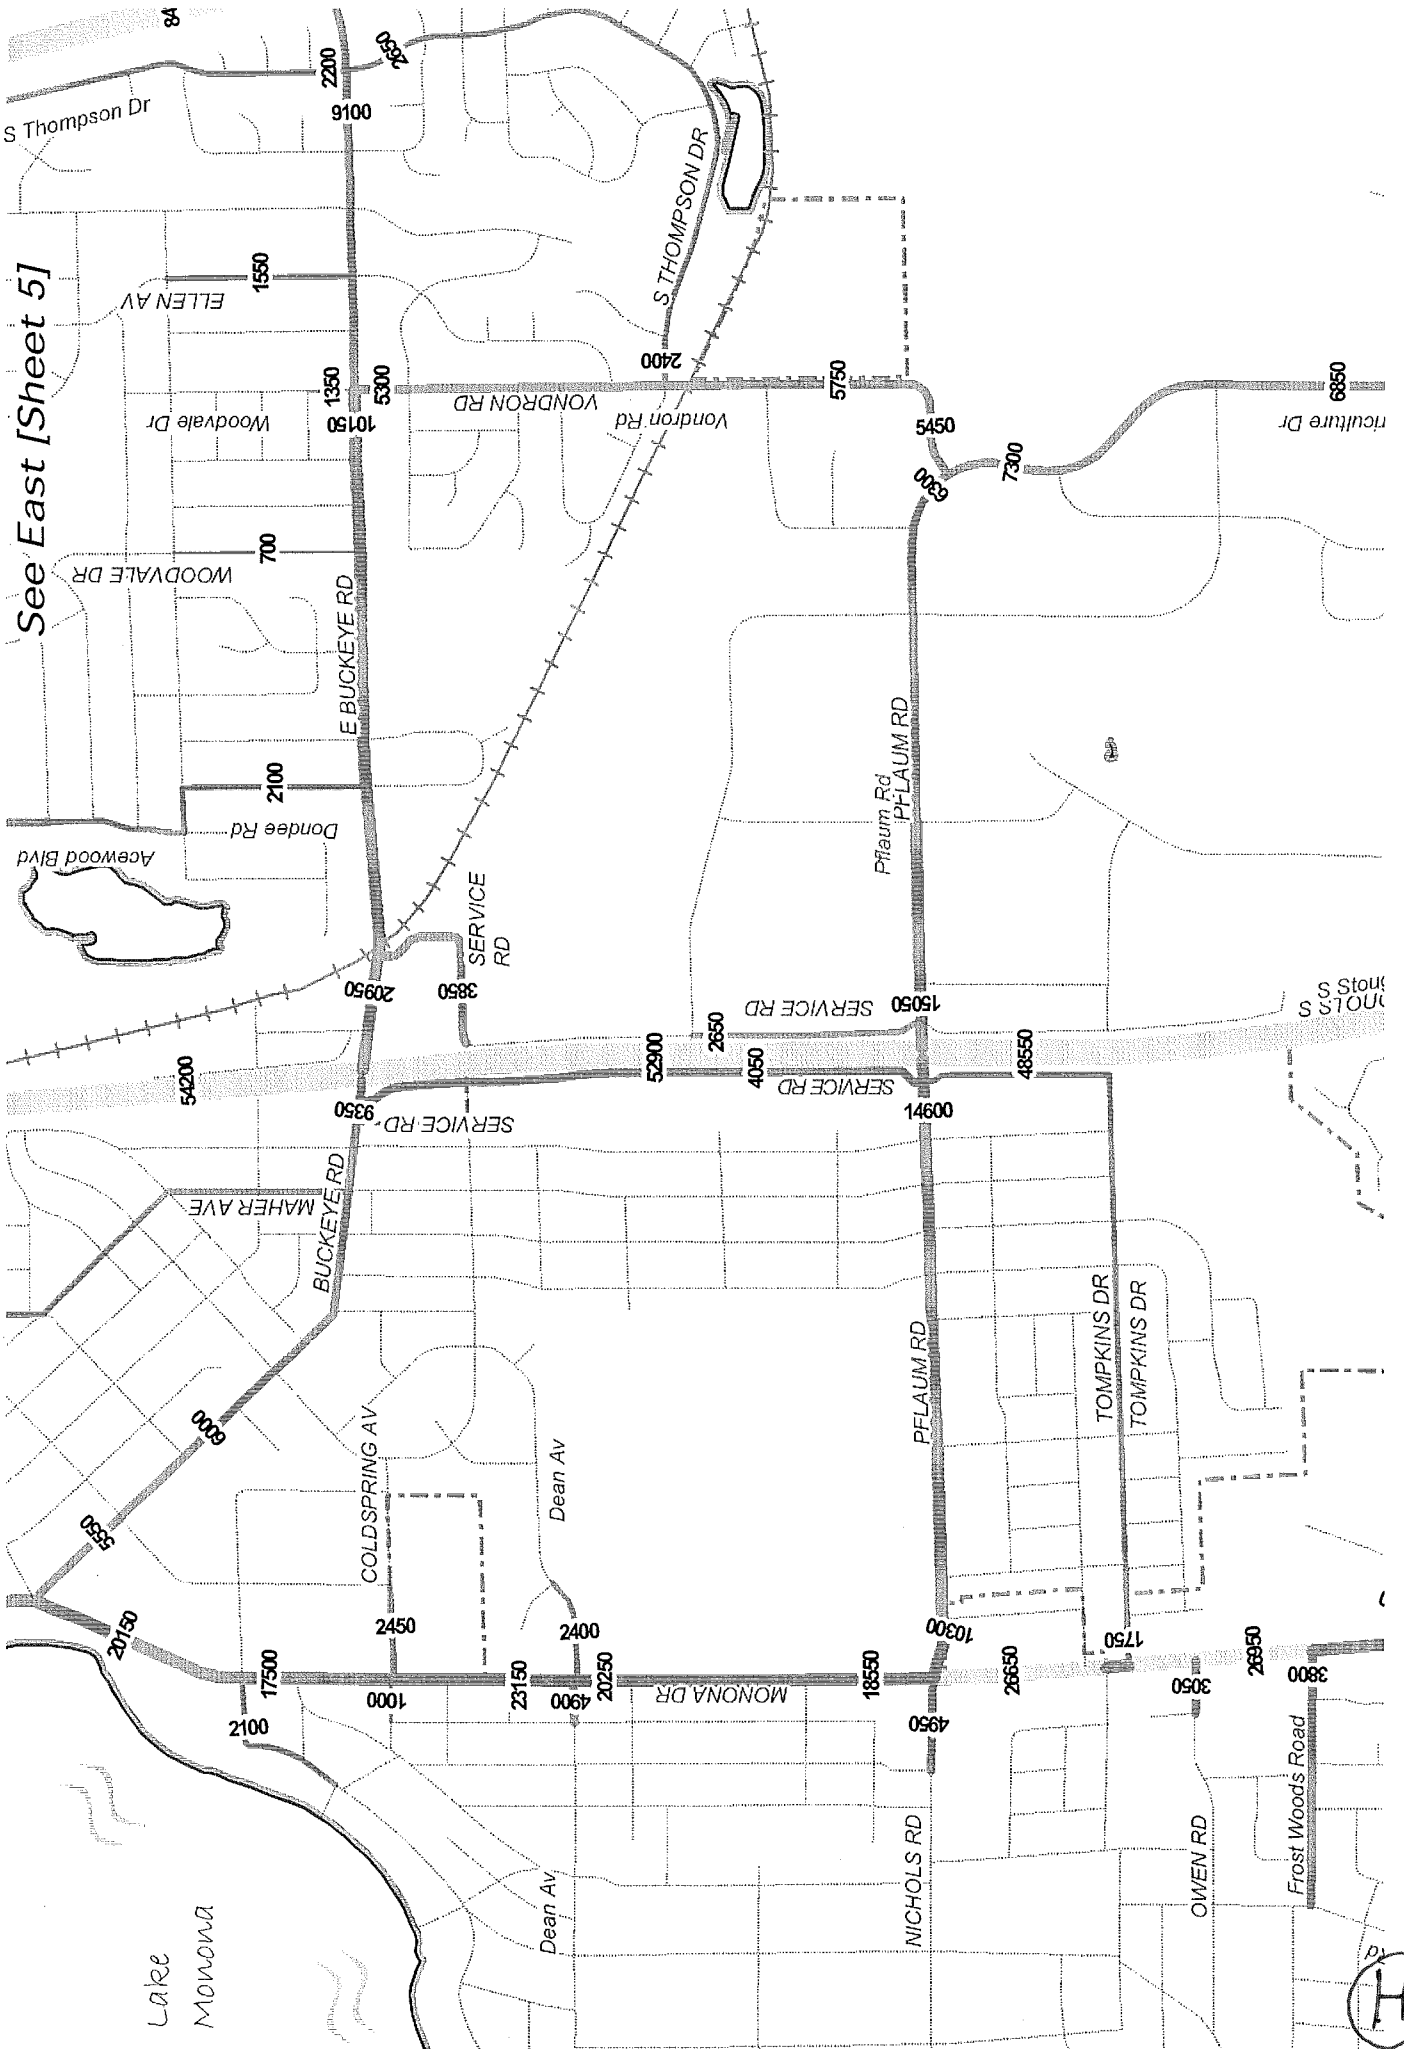 See East [Sheet 5]
S Thompson Dr
84
2200
2650
9100
ELLEN AV
1550
S THOMPSON DR
2400
1350
5300
10150
Woodvale Dr
VONDRON RD
Vondron Rd
5750
5450
6300
7300
6850
riculture Dr
WOODVALE DR
700
E BUCKEYE RD
2100
Dondee Rd
Acewood Blvd
Pflaum Rd
PFLAUM RD
SERVICE
RD
20950
3850
SERVICE RD
2650
15050
S Stou
54200
52900
4050
48550
SERVICE RD
9350
SERVICE RD
14600
MAHER AVE
BUCKEYE RD
PFLAUM RD
TOMPKINS DR
TOMPKINS DR
6000
5550
COLDSPRING AV
Dean Av
20150
2450
2400
10300
1750
17500
1000
23150
4900
20250
MONONA DR
18550
26650
3050
26950
3800
2100
4950
NICHOLS RD
OWEN RD
Frost Woods Road
Dean Av
Lake
Monona
H